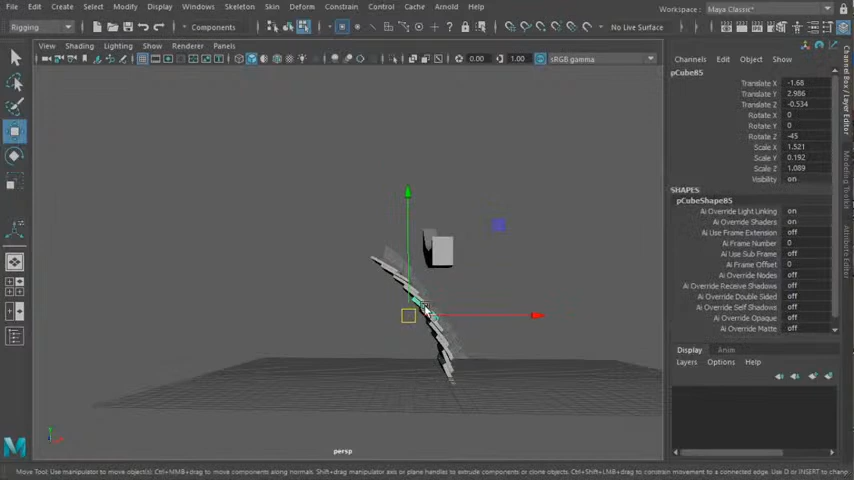 File Edit Create Select Modify Display Windows Skeleton Skin Deform Constrain Control Cache Help
Workspace: Maya Classic*
Rigging Components No Live Surface
View Shading Lighting Show Renderer Panels
0.00 1.00 sRGB gamma
Channels Edit Object Show
pCube85
Translate X -1.68
Translate Y 2.986
Translate Z -0.534
Rotate X 0
Rotate Y 0
Rotate Z -45
Scale X 1.521
Scale Y 0.192
Scale Z 1.089
Visibility on
SHAPES
pCubeShape85
Ai Override Light Linking on
Ai Override Shaders on
Ai Use Frame Extension off
Ai Frame Number 0
Ai Use Sub Frame off
Ai Frame Offset 0
Ai Override Nodes off
Ai Override Receive Shadows off
Ai Override Double Sided off
Ai Override Self Shadows off
Ai Override Opaque off
Ai Override Matte off
Display Anim
Layers Options Help
Channel Box / Layer Editor
Modeling Toolkit
Attribute Editor
persp
Move Tool: Use manipulator to move object(s). Ctrl+MMB+drag to move components along normals. Shift+drag manipulator axis or plane handles to extrude components or clone objects. Ctrl+Shift+LMB+drag to constrain movement to a connected edge. Use D or INSERT to chang